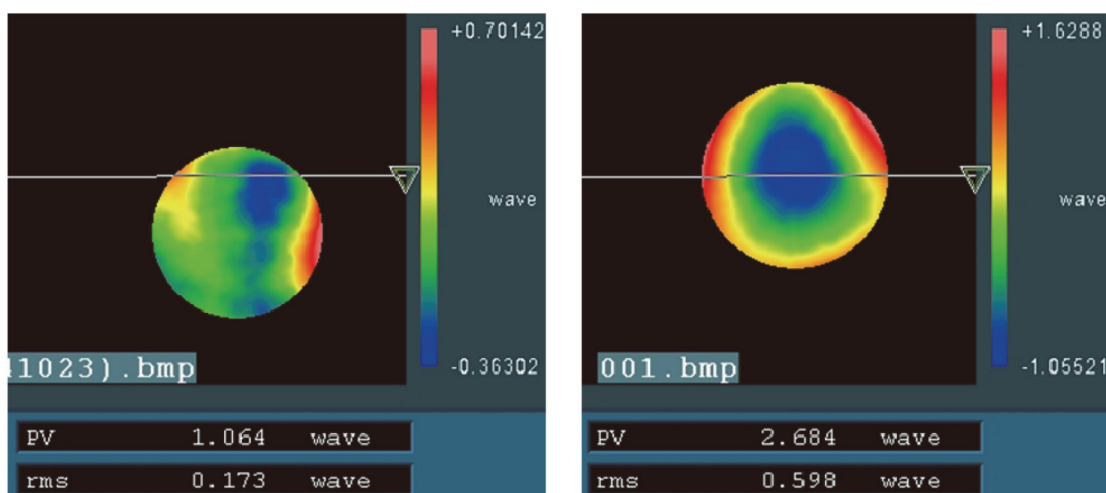 +0.70142
wave
-0.36302
41023).bmp
PV 1.064 wave
rms 0.173 wave
+1.6288
wave
-1.05521
001.bmp
PV 2.684 wave
rms 0.598 wave